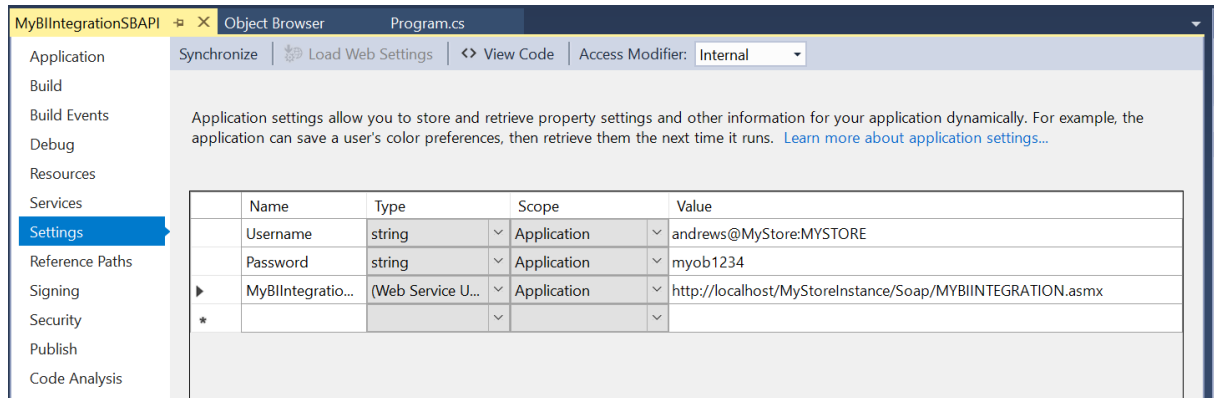 MyBIIntegrationSBAPI Object Browser Program.cs
Synchronize Load Web Settings <> View Code Access Modifier: Internal
Application
Build
Build Events
Debug
Resources
Services
Settings
Reference Paths
Signing
Security
Publish
Code Analysis
Application settings allow you to store and retrieve property settings and other information for your application dynamically. For example, the
application can save a user's color preferences, then retrieve them the next time it runs. Learn more about application settings...
Name Type Scope Value
Username string Application andrews@MyStore:MYSTORE
Password string Application myob1234
MyBIIntegratio... (Web Service U... Application http://localhost/MyStoreInstance/Soap/MYBIINTEGRATION.asmx
*